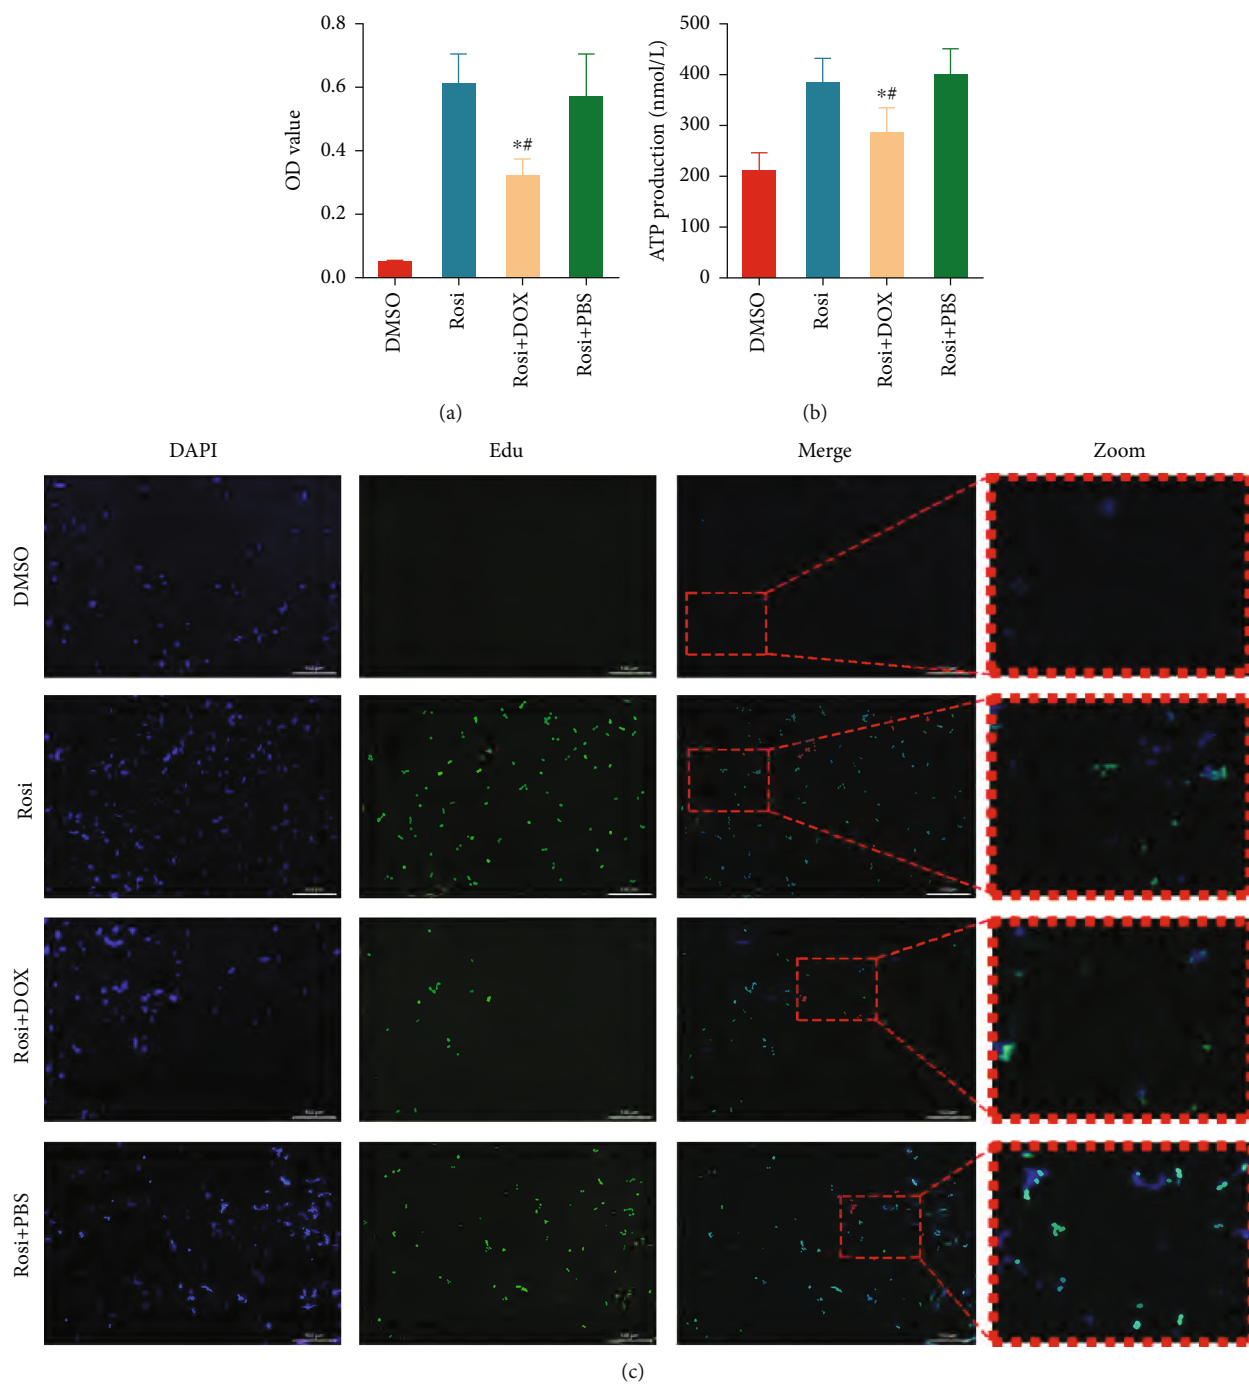 0.8
0.6
0.4
0.2
0.0
OD value
*#
DMSO
Rosi
Rosi+DOX
Rosi+PBS
(a)
500
400
300
200
100
0
ATP production (nmol/L)
*#
DMSO
Rosi
Rosi+DOX
Rosi+PBS
(b)
DAPI Edu Merge Zoom
DMSO
Rosi
Rosi+DOX
Rosi+PBS
(c)